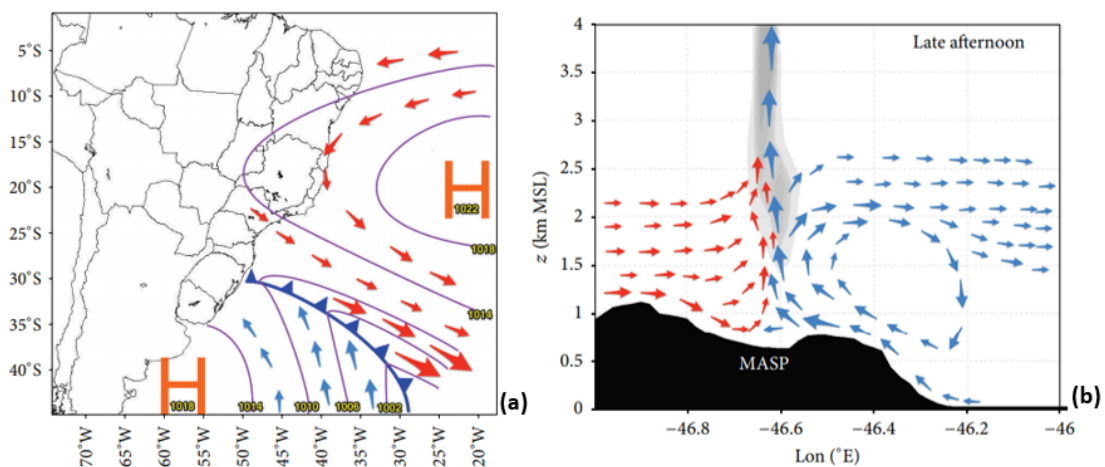 5°S
10°S
15°S
20°S
25°S
30°S
35°S
40°S
H
1022
1018
1014
H
1018
1014
1010
1006
1002
70°W
65°W
60°W
55°W
50°W
45°W
40°W
35°W
30°W
25°W
20°W
(a)
4
3.5
3
2.5
2
1.5
1
0.5
0
z (km MSL)
Late afternoon
MASP
−46.8
−46.6
−46.4
−46.2
−46
Lon (°E)
(b)